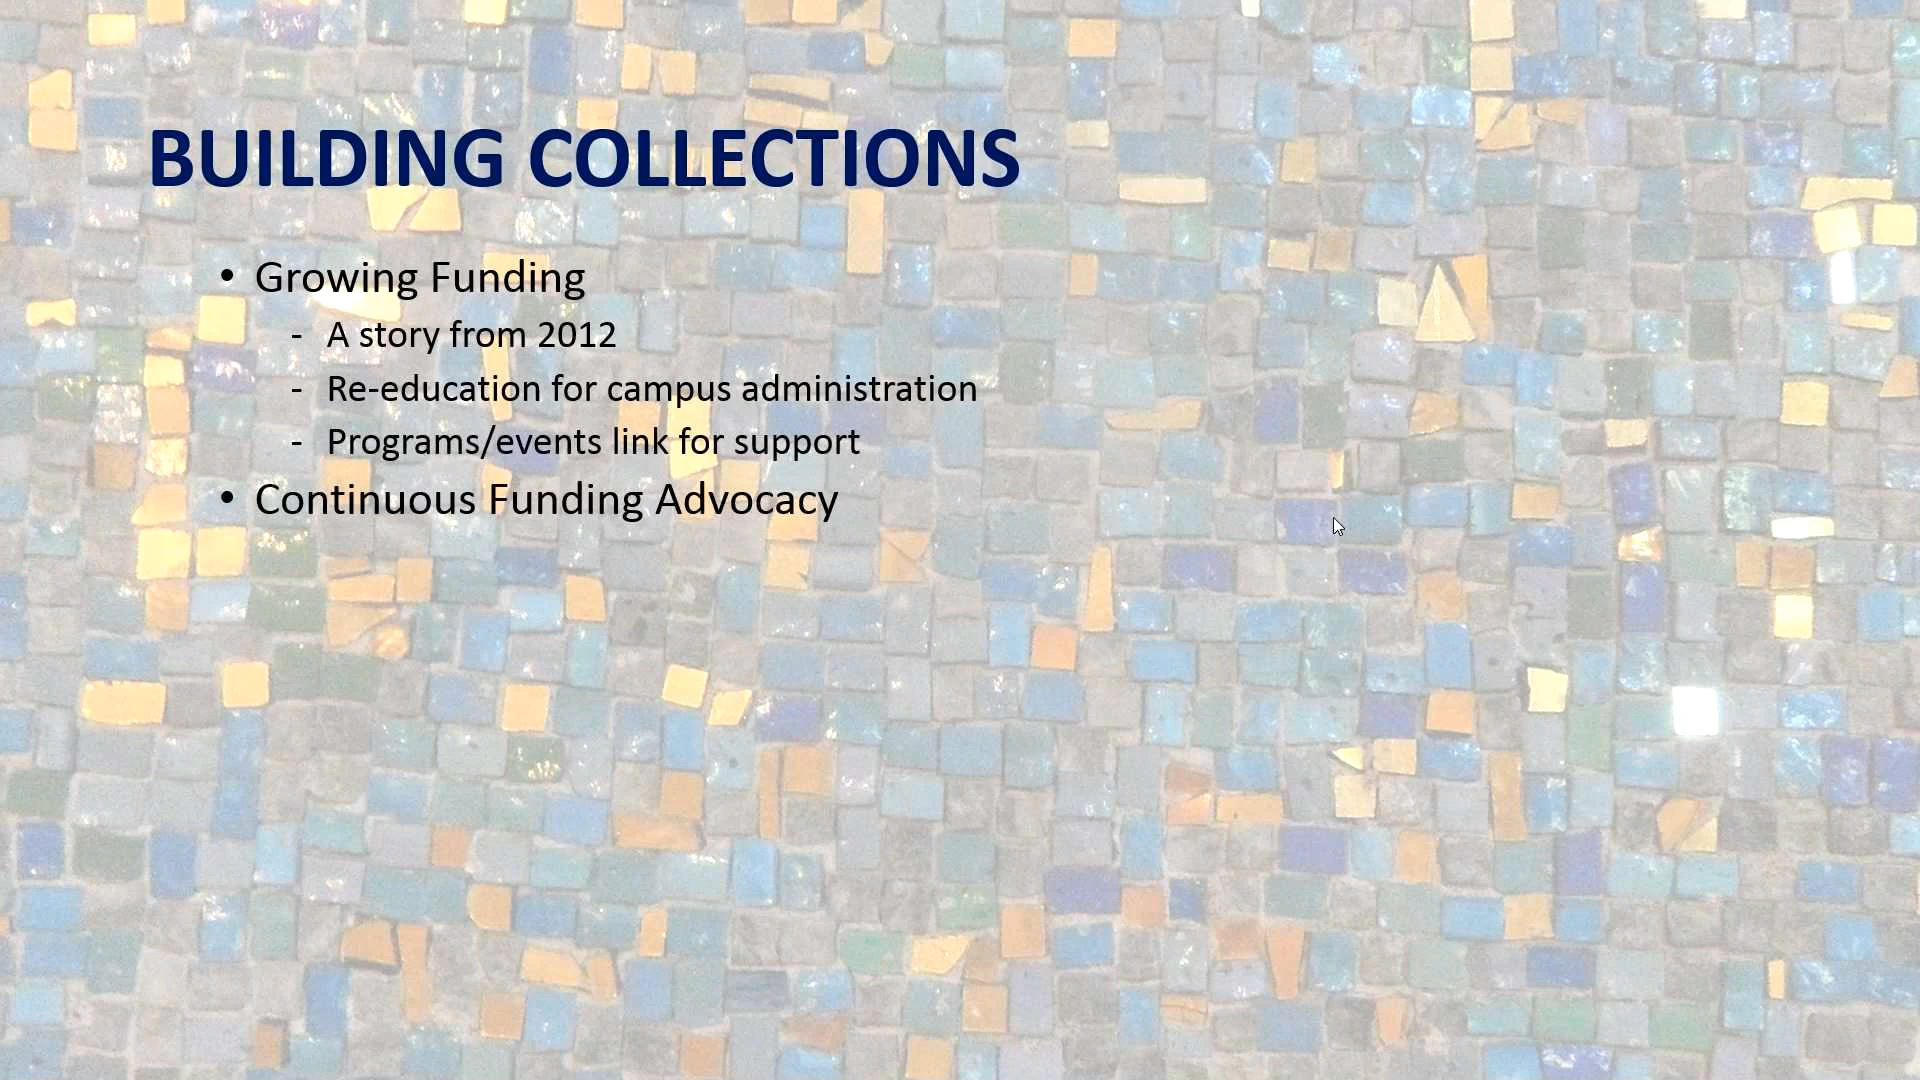 BUILDING COLLECTIONS
• Growing Funding
- A story from 2012
- Re-education for campus administration
- Programs/events link for support
• Continuous Funding Advocacy